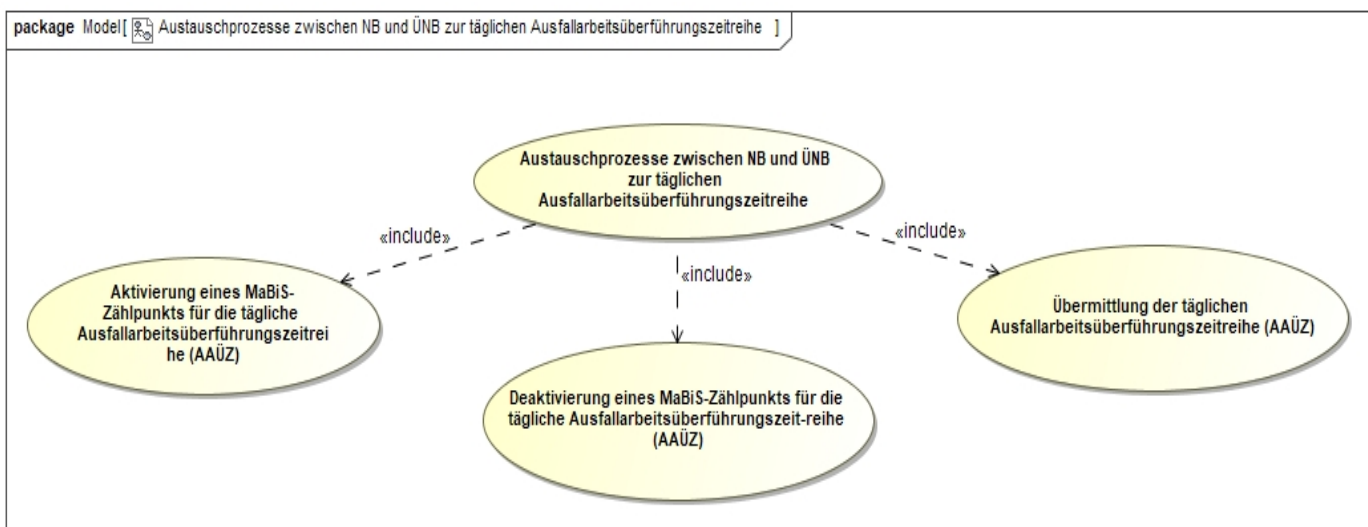 package Model[ Austauschprozesse zwischen NB und ÜNB zur täglichen Ausfallarbeitsüberführungszeitreihe ]
Austauschprozesse zwischen NB und ÜNB
zur täglichen
Ausfallarbeitsüberführungszeitreihe
«include»
«include»
«include»
Aktivierung eines MaBiS-
Zählpunkts für die tägliche
Ausfallarbeitsüberführungszeitrei
he (AAÜZ)
Deaktivierung eines MaBiS-Zählpunkts für die
tägliche Ausfallarbeitsüberführungszeit-reihe
(AAÜZ)
Übermittlung der täglichen
Ausfallarbeitsüberführungszeitreihe (AAÜZ)